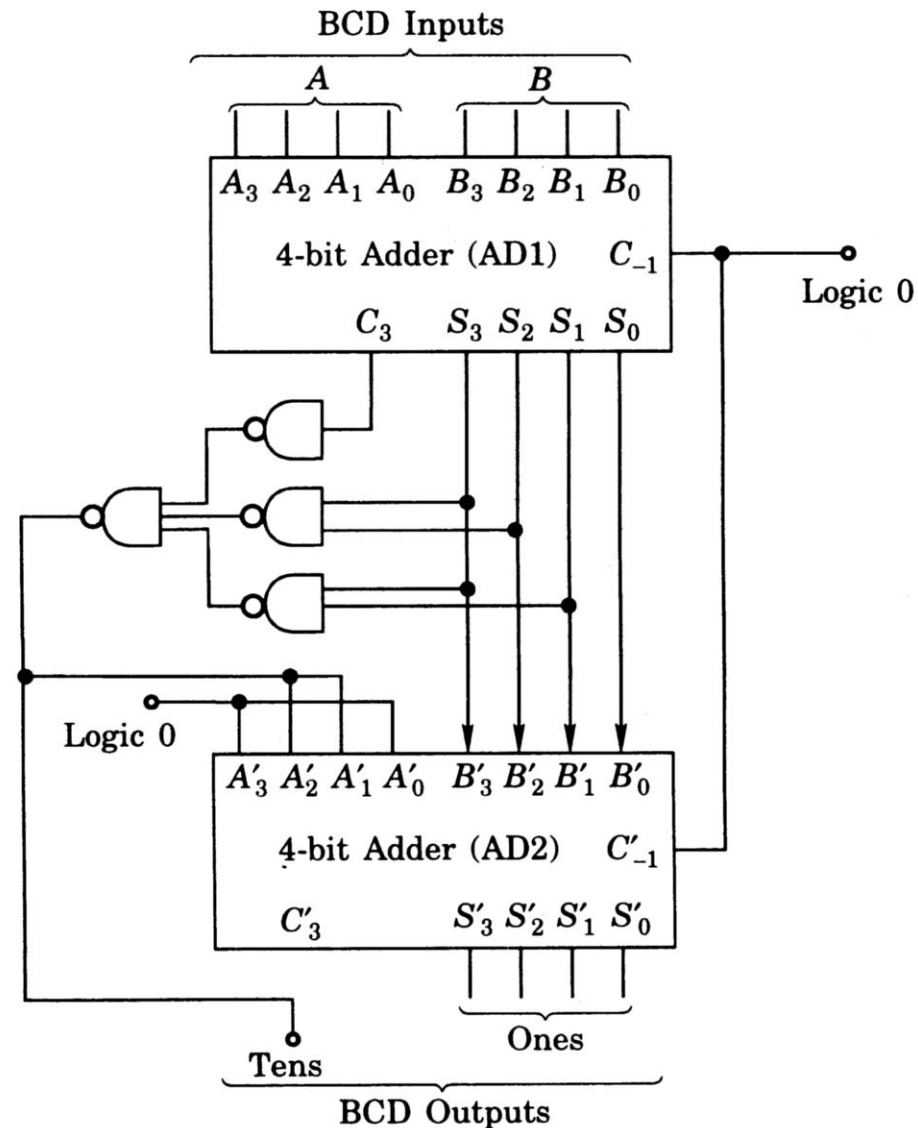 BCD Inputs
A B
A₃ A₂ A₁ A₀ B₃ B₂ B₁ B₀
4-bit Adder (AD1) C₋₁
Logic 0
C₃ S₃ S₂ S₁ S₀
Logic 0
A′₃ A′₂ A′₁ A′₀ B′₃ B′₂ B′₁ B′₀
4-bit Adder (AD2) C′₋₁
C′₃ S′₃ S′₂ S′₁ S′₀
Ones
Tens
BCD Outputs